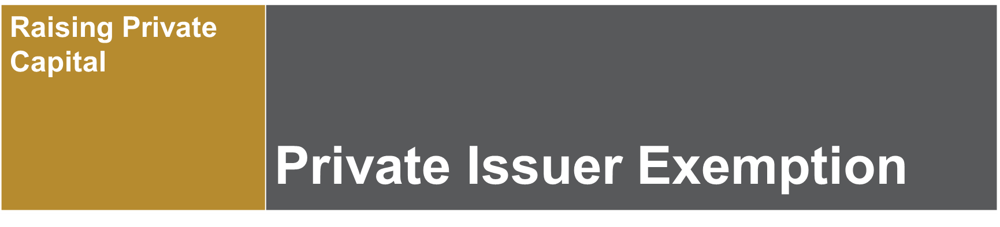 Raising Private
Capital
Private Issuer Exemption